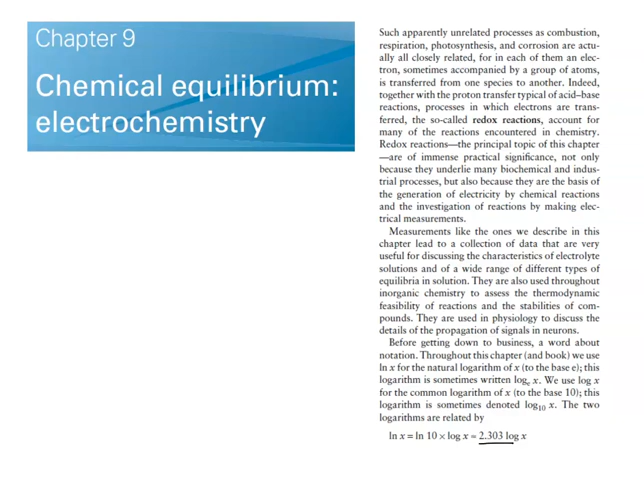 Chapter 9
Chemical equilibrium:
electrochemistry
Such apparently unrelated processes as combustion,
respiration, photosynthesis, and corrosion are actu-
ally all closely related, for in each of them an elec-
tron, sometimes accompanied by a group of atoms,
is transferred from one species to another. Indeed,
together with the proton transfer typical of acid–base
reactions, processes in which electrons are trans-
ferred, the so-called redox reactions, account for
many of the reactions encountered in chemistry.
Redox reactions—the principal topic of this chapter
—are of immense practical significance, not only
because they underlie many biochemical and indus-
trial processes, but also because they are the basis of
the generation of electricity by chemical reactions
and the investigation of reactions by making elec-
trical measurements.
Measurements like the ones we describe in this
chapter lead to a collection of data that are very
useful for discussing the characteristics of electrolyte
solutions and of a wide range of different types of
equilibria in solution. They are also used throughout
inorganic chemistry to assess the thermodynamic
feasibility of reactions and the stabilities of com-
pounds. They are used in physiology to discuss the
details of the propagation of signals in neurons.
Before getting down to business, a word about
notation. Throughout this chapter (and book) we use
ln x for the natural logarithm of x (to the base e); this
logarithm is sometimes written logₑ x. We use log x
for the common logarithm of x (to the base 10); this
logarithm is sometimes denoted log₁₀ x. The two
logarithms are related by
ln x = ln 10 × log x = 2.303 log x